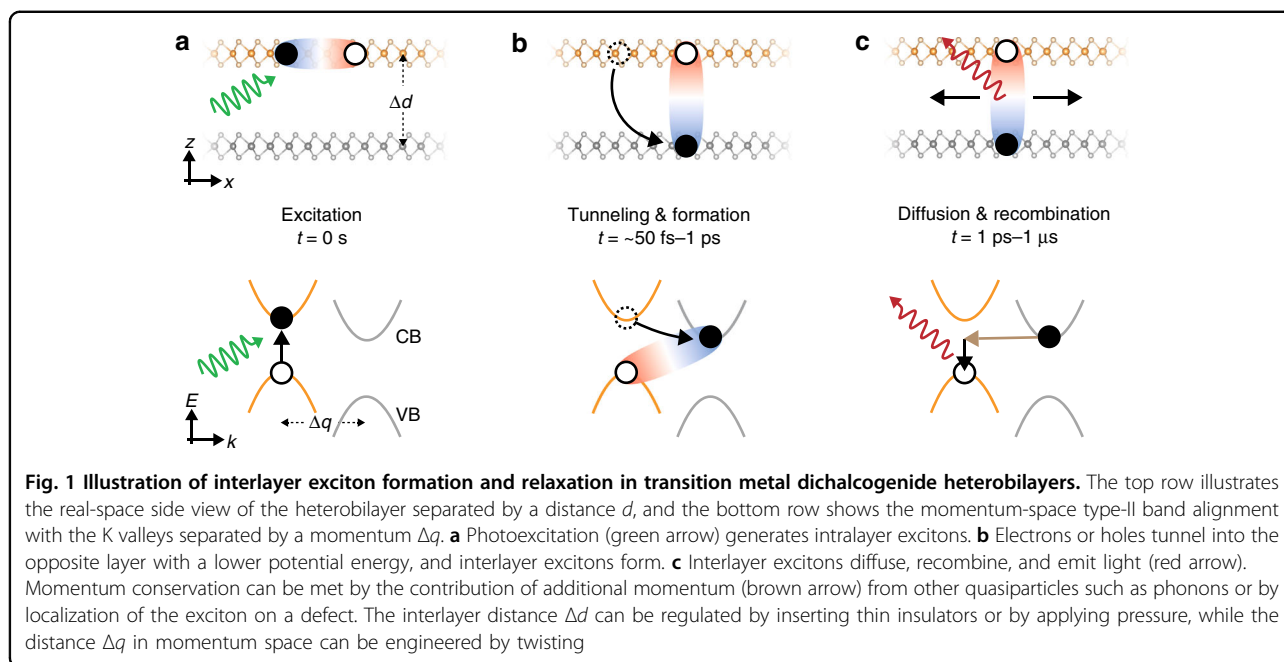 a
b
c
Δd
z
x
Excitation
t = 0 s
Tunneling & formation
t = ~50 fs–1 ps
Diffusion & recombination
t = 1 ps–1 μs
CB
VB
E
k
Δq
Fig. 1 Illustration of interlayer exciton formation and relaxation in transition metal dichalcogenide heterobilayers. The top row illustrates
the real-space side view of the heterobilayer separated by a distance d, and the bottom row shows the momentum-space type-II band alignment
with the K valleys separated by a momentum Δq. a Photoexcitation (green arrow) generates intralayer excitons. b Electrons or holes tunnel into the
opposite layer with a lower potential energy, and interlayer excitons form. c Interlayer excitons diffuse, recombine, and emit light (red arrow).
Momentum conservation can be met by the contribution of additional momentum (brown arrow) from other quasiparticles such as phonons or by
localization of the exciton on a defect. The interlayer distance Δd can be regulated by inserting thin insulators or by applying pressure, while the
distance Δq in momentum space can be engineered by twisting